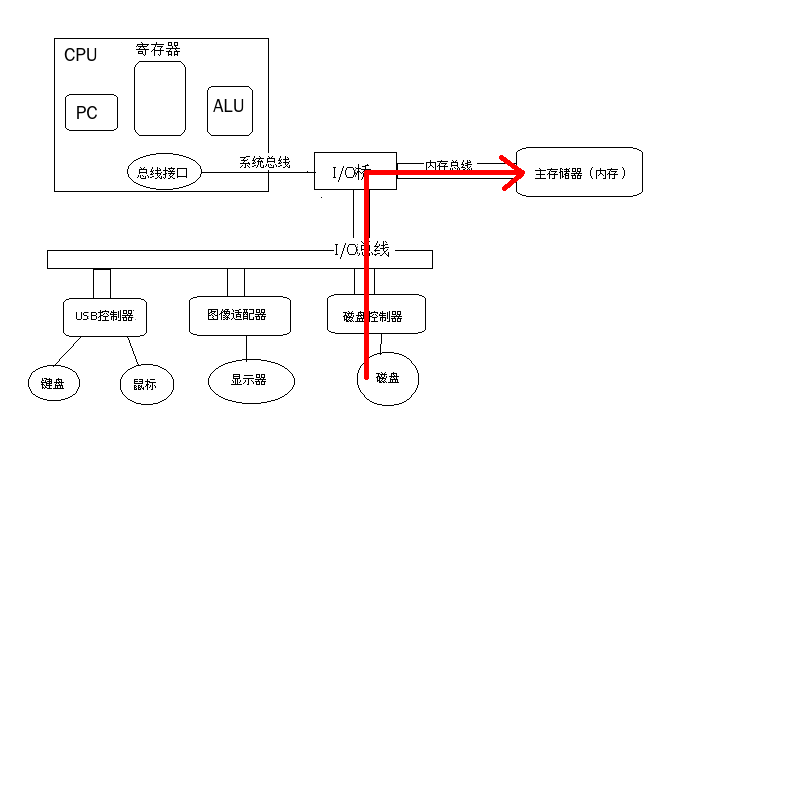 寄存器
CPU
PC
ALU
系统总线
总线接口
I/O桥
内存总线
主存储器（内存）
I/O总线
USB控制器
图像适配器
磁盘控制器
键盘
鼠标
显示器
磁盘